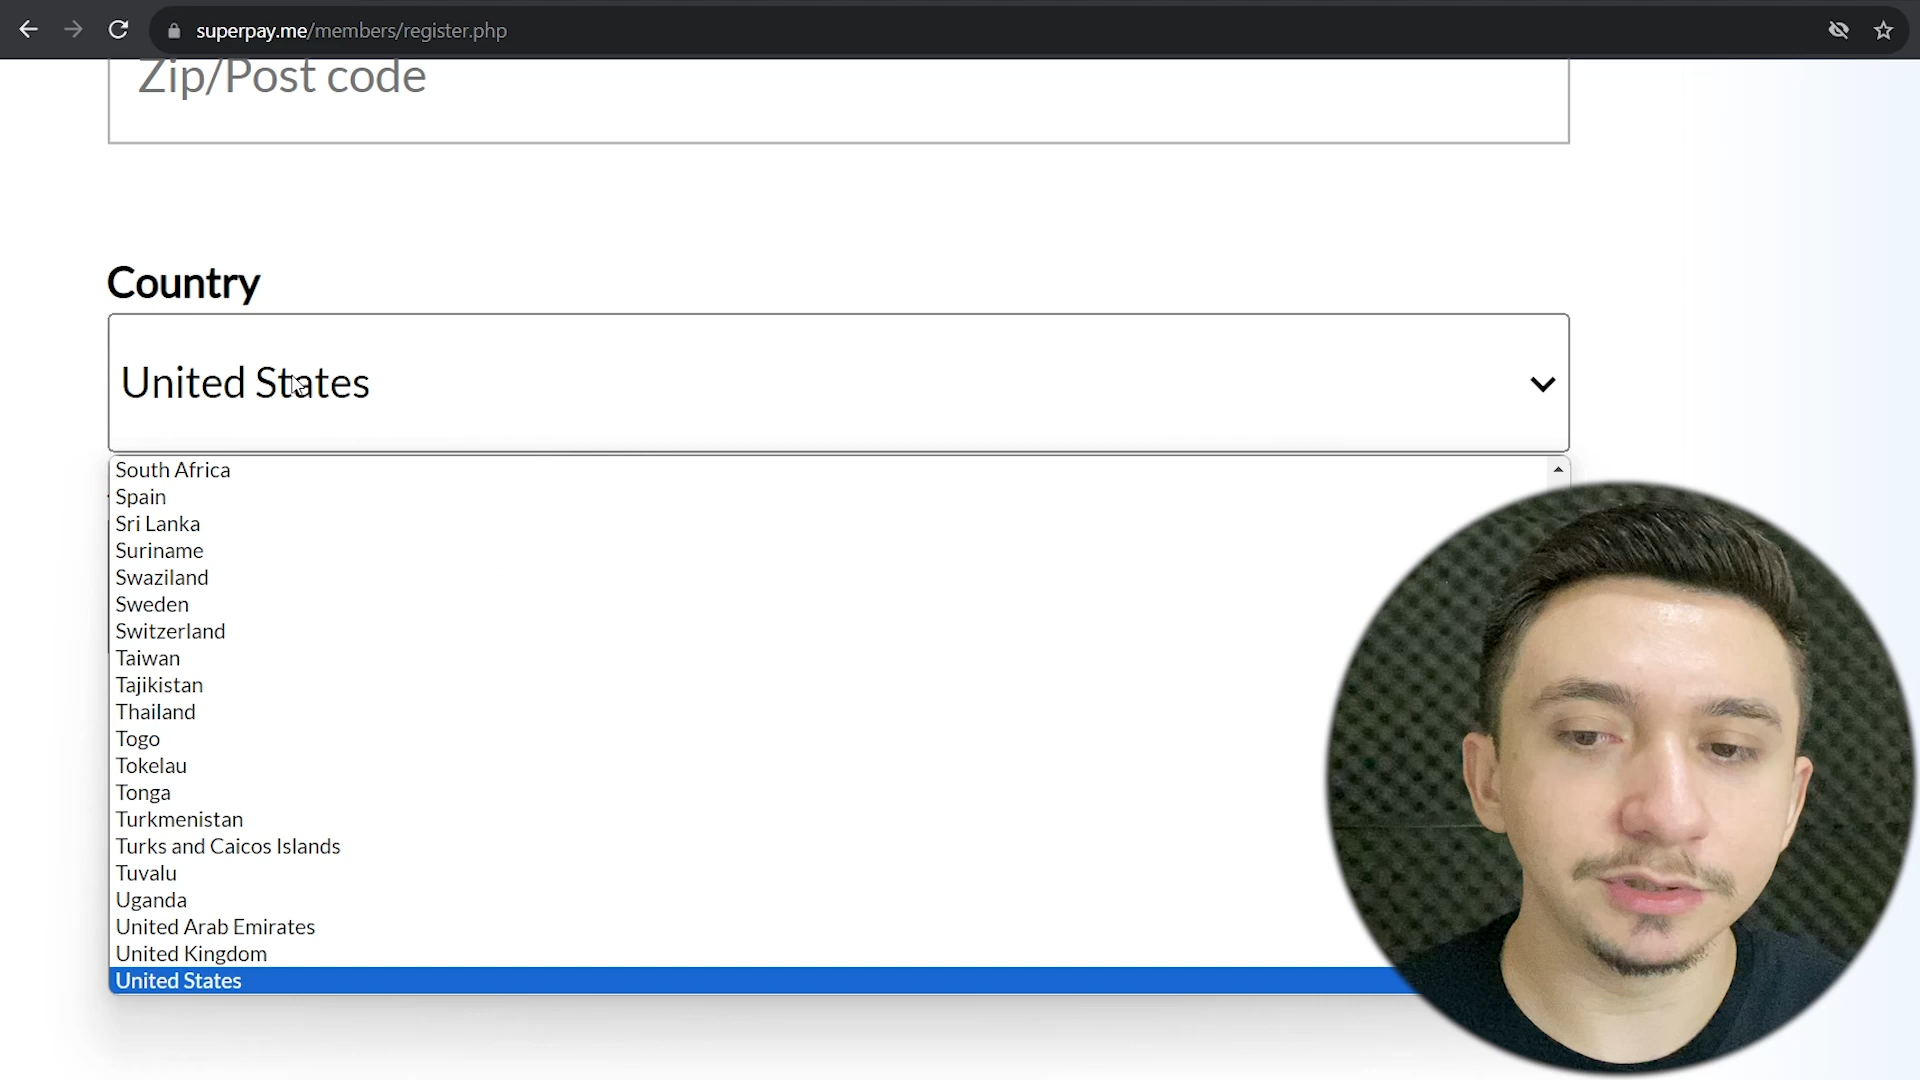 superpay.me/members/register.php
Zip/Post code
Country
United States
South Africa
Spain
Sri Lanka
Suriname
Swaziland
Sweden
Switzerland
Taiwan
Tajikistan
Thailand
Togo
Tokelau
Tonga
Turkmenistan
Turks and Caicos Islands
Tuvalu
Uganda
United Arab Emirates
United Kingdom
United States